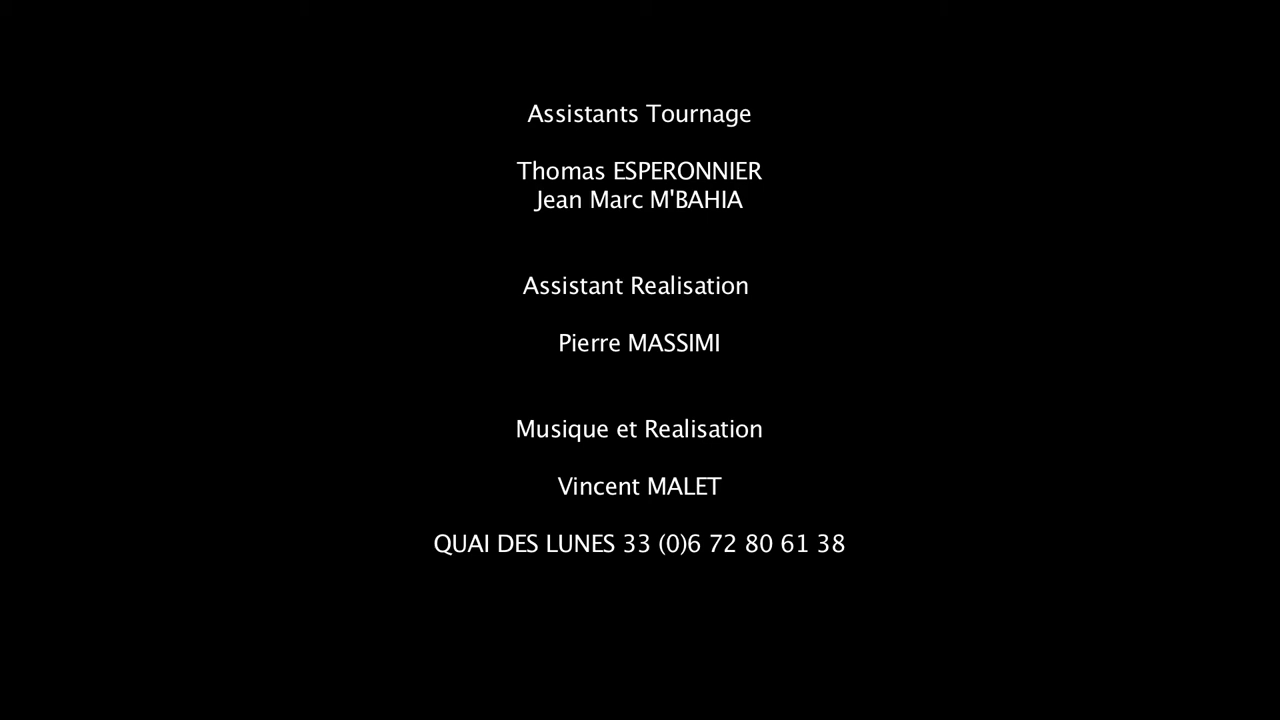 Assistants Tournage
Thomas ESPERONNIER
Jean Marc M'BAHIA
Assistant Realisation
Pierre MASSIMI
Musique et Realisation
Vincent MALET
QUAI DES LUNES 33 (0)6 72 80 61 38